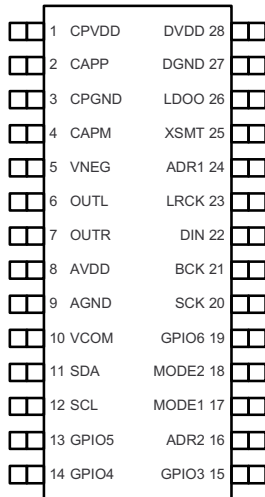 1 CPVDD DVDD 28
2 CAPP DGND 27
3 CPGND LDOO 26
4 CAPM XSMT 25
5 VNEG ADR1 24
6 OUTL LRCK 23
7 OUTR DIN 22
8 AVDD BCK 21
9 AGND SCK 20
10 VCOM GPIO6 19
11 SDA MODE2 18
12 SCL MODE1 17
13 GPIO5 ADR2 16
14 GPIO4 GPIO3 15